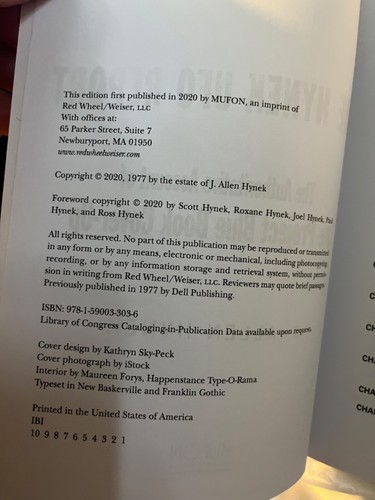 This edition first published in 2020 by MUFON, an imprint of
Red Wheel/Weiser, LLC
With offices at:
65 Parker Street, Suite 7
Newburyport, MA 01950
www.redwheelweiser.com
Copyright © 2020, 1977 by the estate of J. Allen Hynek
Foreword copyright © 2020 by Scott Hynek, Roxane Hynek, Joel Hynek, Paul
Hynek, and Ross Hynek
All rights reserved. No part of this publication may be reproduced or transmitted
in any form or by any means, electronic or mechanical, including photocopying,
recording, or by any information storage and retrieval system, without permis-
sion in writing from Red Wheel/Weiser, LLC. Reviewers may quote brief passages.
Previously published in 1977 by Dell Publishing.
ISBN: 978-1-59003-303-6
Library of Congress Cataloging-in-Publication Data available upon request.
Cover design by Kathryn Sky-Peck
Cover photograph by iStock
Interior by Maureen Forys, Happenstance Type-O-Rama
Typeset in New Baskerville and Franklin Gothic
Printed in the United States of America
IBI
10 9 8 7 6 5 4 3 2 1